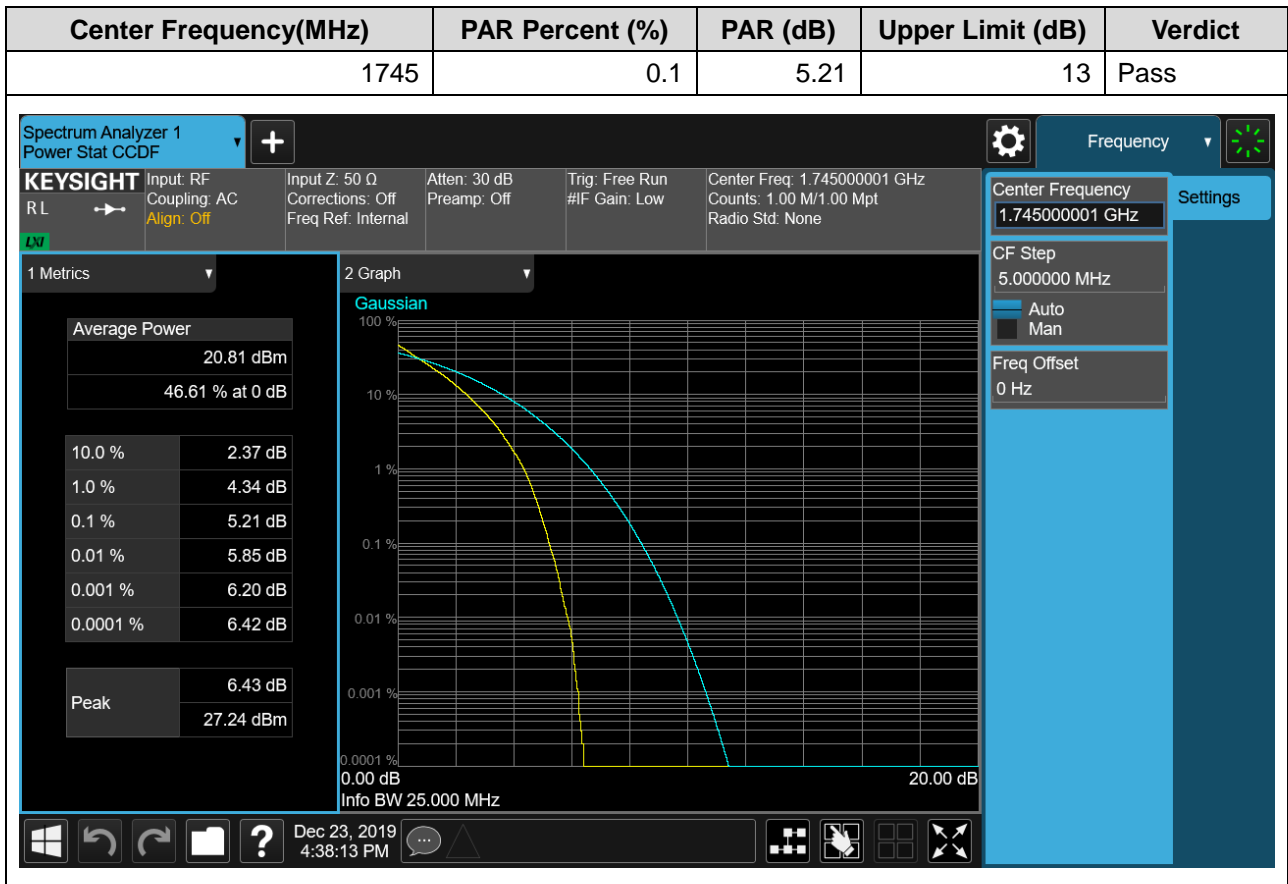 Center Frequency(MHz) PAR Percent (%) PAR (dB) Upper Limit (dB) Verdict
1745 0.1 5.21 13 Pass
Spectrum Analyzer 1
Power Stat CCDF
Frequency
KEYSIGHT
R L
LXI
Input: RF
Coupling: AC
Align: Off
Input Z: 50 Ω
Corrections: Off
Freq Ref: Internal
Atten: 30 dB
Preamp: Off
Trig: Free Run
#IF Gain: Low
Center Freq: 1.745000001 GHz
Counts: 1.00 M/1.00 Mpt
Radio Std: None
Center Frequency
1.745000001 GHz
Settings
CF Step
5.000000 MHz
Auto
Man
Freq Offset
0 Hz
1 Metrics
Average Power
20.81 dBm
46.61 % at 0 dB
10.0 % 2.37 dB
1.0 % 4.34 dB
0.1 % 5.21 dB
0.01 % 5.85 dB
0.001 % 6.20 dB
0.0001 % 6.42 dB
Peak
6.43 dB
27.24 dBm
2 Graph
Gaussian
100 %
10 %
1 %
0.1 %
0.01 %
0.001 %
0.0001 %
0.00 dB 20.00 dB
Info BW 25.000 MHz
Dec 23, 2019
4:38:13 PM